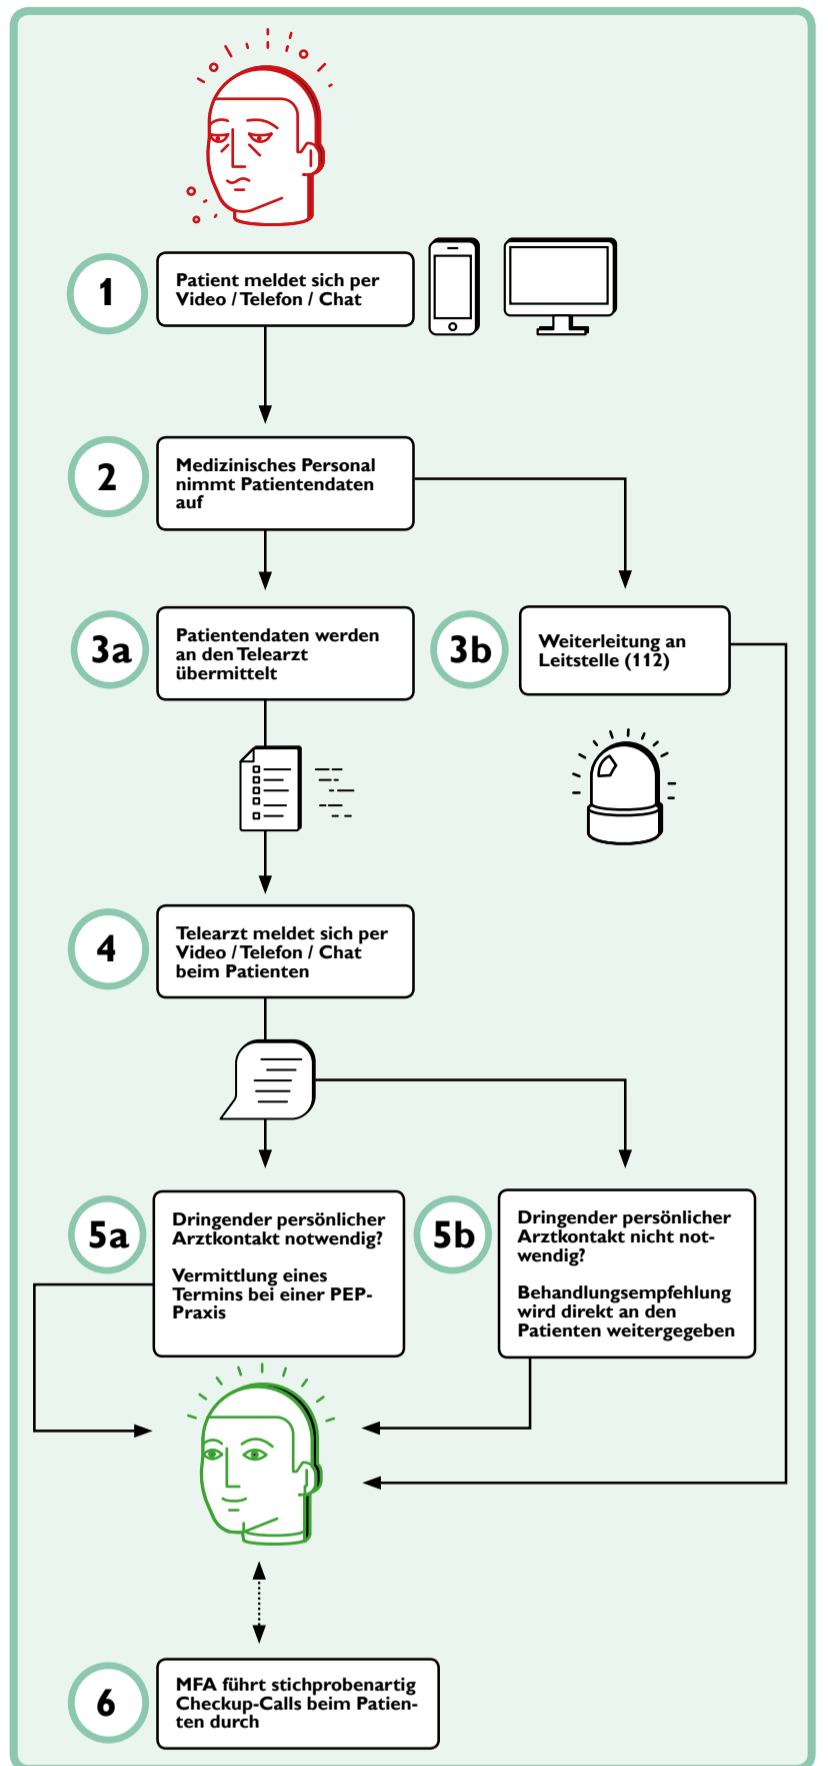 1
Patient meldet sich per
Video / Telefon / Chat
2
Medizinisches Personal
nimmt Patientendaten
auf
3a
Patientendaten werden
an den Telearzt
übermittelt
3b
Weiterleitung an
Leitstelle (112)
4
Telearzt meldet sich per
Video / Telefon / Chat
beim Patienten
5a
Dringender persönlicher
Arztkontakt notwendig?
Vermittlung eines
Termins bei einer PEP-
Praxis
5b
Dringender persönlicher
Arztkontakt nicht not-
wendig?
Behandlungsempfehlung
wird direkt an den
Patienten weitergegeben
6
MFA führt stichprobenartig
Checkup-Calls beim Patien-
ten durch